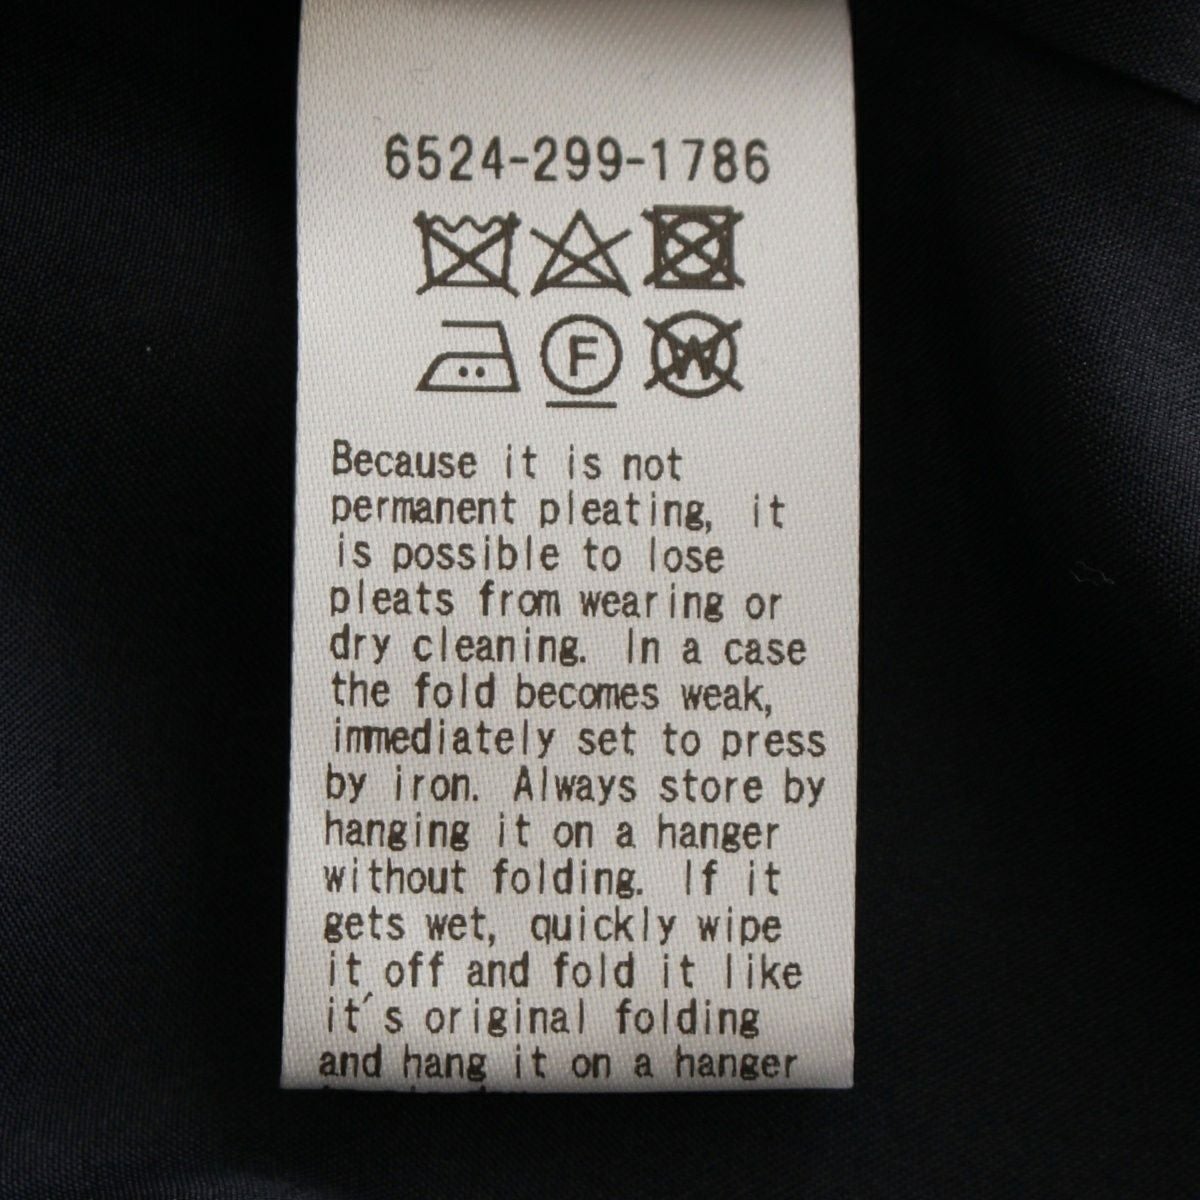 6524-299-1786
F W
Because it is not
permanent pleating, it
is possible to lose
pleats from wearing or
dry cleaning. In a case
the fold becomes weak,
immediately set to press
by iron. Always store by
hanging it on a hanger
without folding. If it
gets wet, quickly wipe
it off and fold it like
it´s original folding
and hang it on a hanger